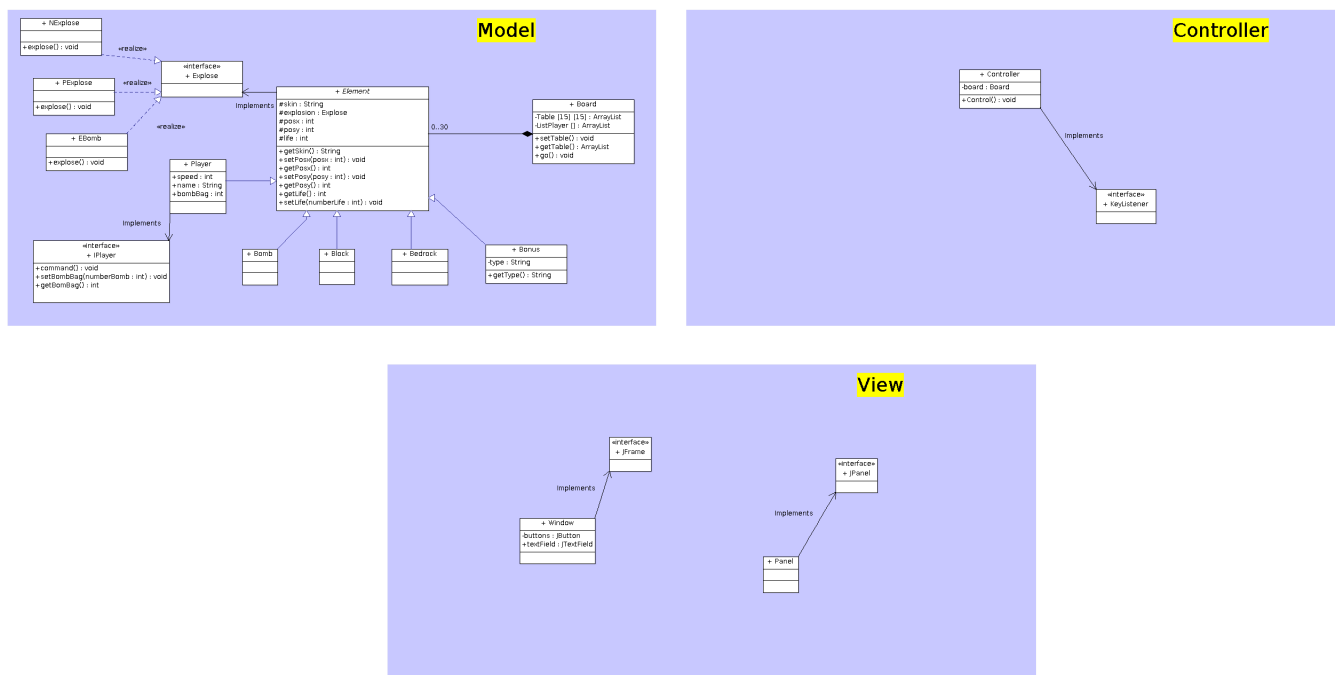 Model
+ NExplose
+explose() : void
«realize»
«interface»
+ Explose
+ PExplose
+explose() : void
«realize»
+ EBomb
+explose() : void
«realize»
Implements
+ Element
#skin : String
#explosion : Explose
#posx : int
#posy : int
#life : int
+getSkin() : String
+setPosx(posx : int) : void
+getPosx() : int
+setPosy(posy : int) : void
+getPosy() : int
+getLife() : int
+setLife(numberLife : int) : void
0..30
+ Board
-Table [15] [15] : ArrayList
-ListPlayer [] : ArrayList
+setTable() : void
+getTable() : ArrayList
+go() : void
+ Player
+speed : int
+name : String
+bombBag : int
Implements
«interface»
+ IPlayer
+command() : void
+setBombBag(numberBomb : int) : void
+getBomBag() : int
+ Bomb
+ Block
+ Bedrock
+ Bonus
-type : String
+getType() : String
Controller
+ Controller
-board : Board
+Control() : void
Implements
«interface»
+ KeyListener
View
«interface»
+ JFrame
Implements
+ Window
-buttons : JButton
+textField : JTextField
«interface»
+ JPanel
Implements
+ Panel